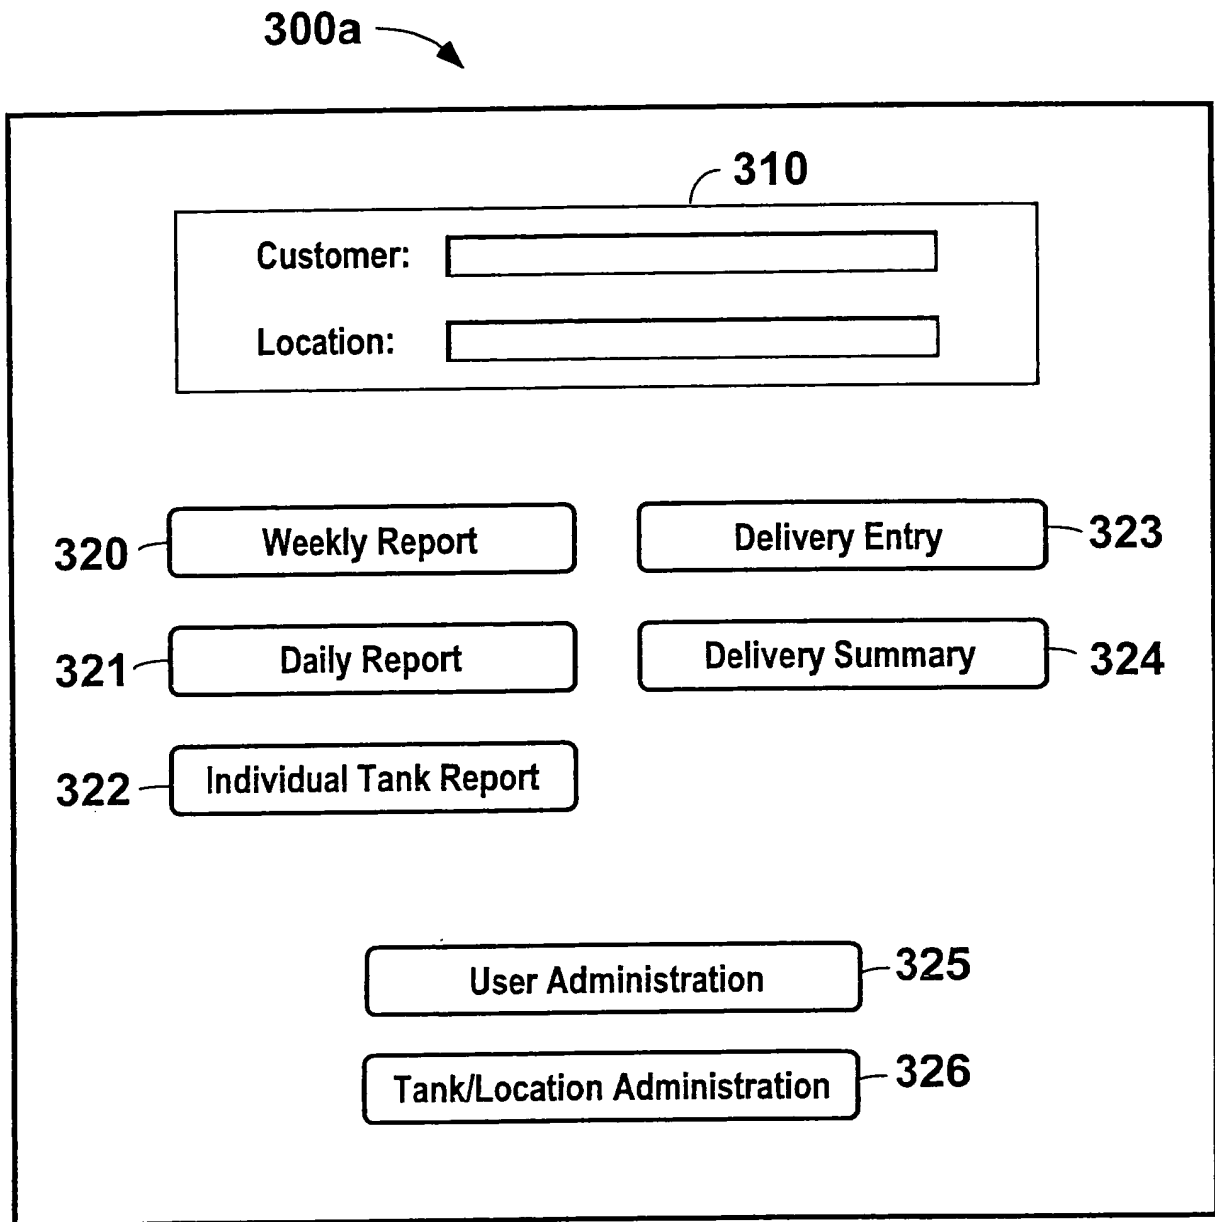 300a
310
Customer:
Location:
320 Weekly Report Delivery Entry 323
321 Daily Report Delivery Summary 324
322 Individual Tank Report
User Administration 325
Tank/Location Administration 326